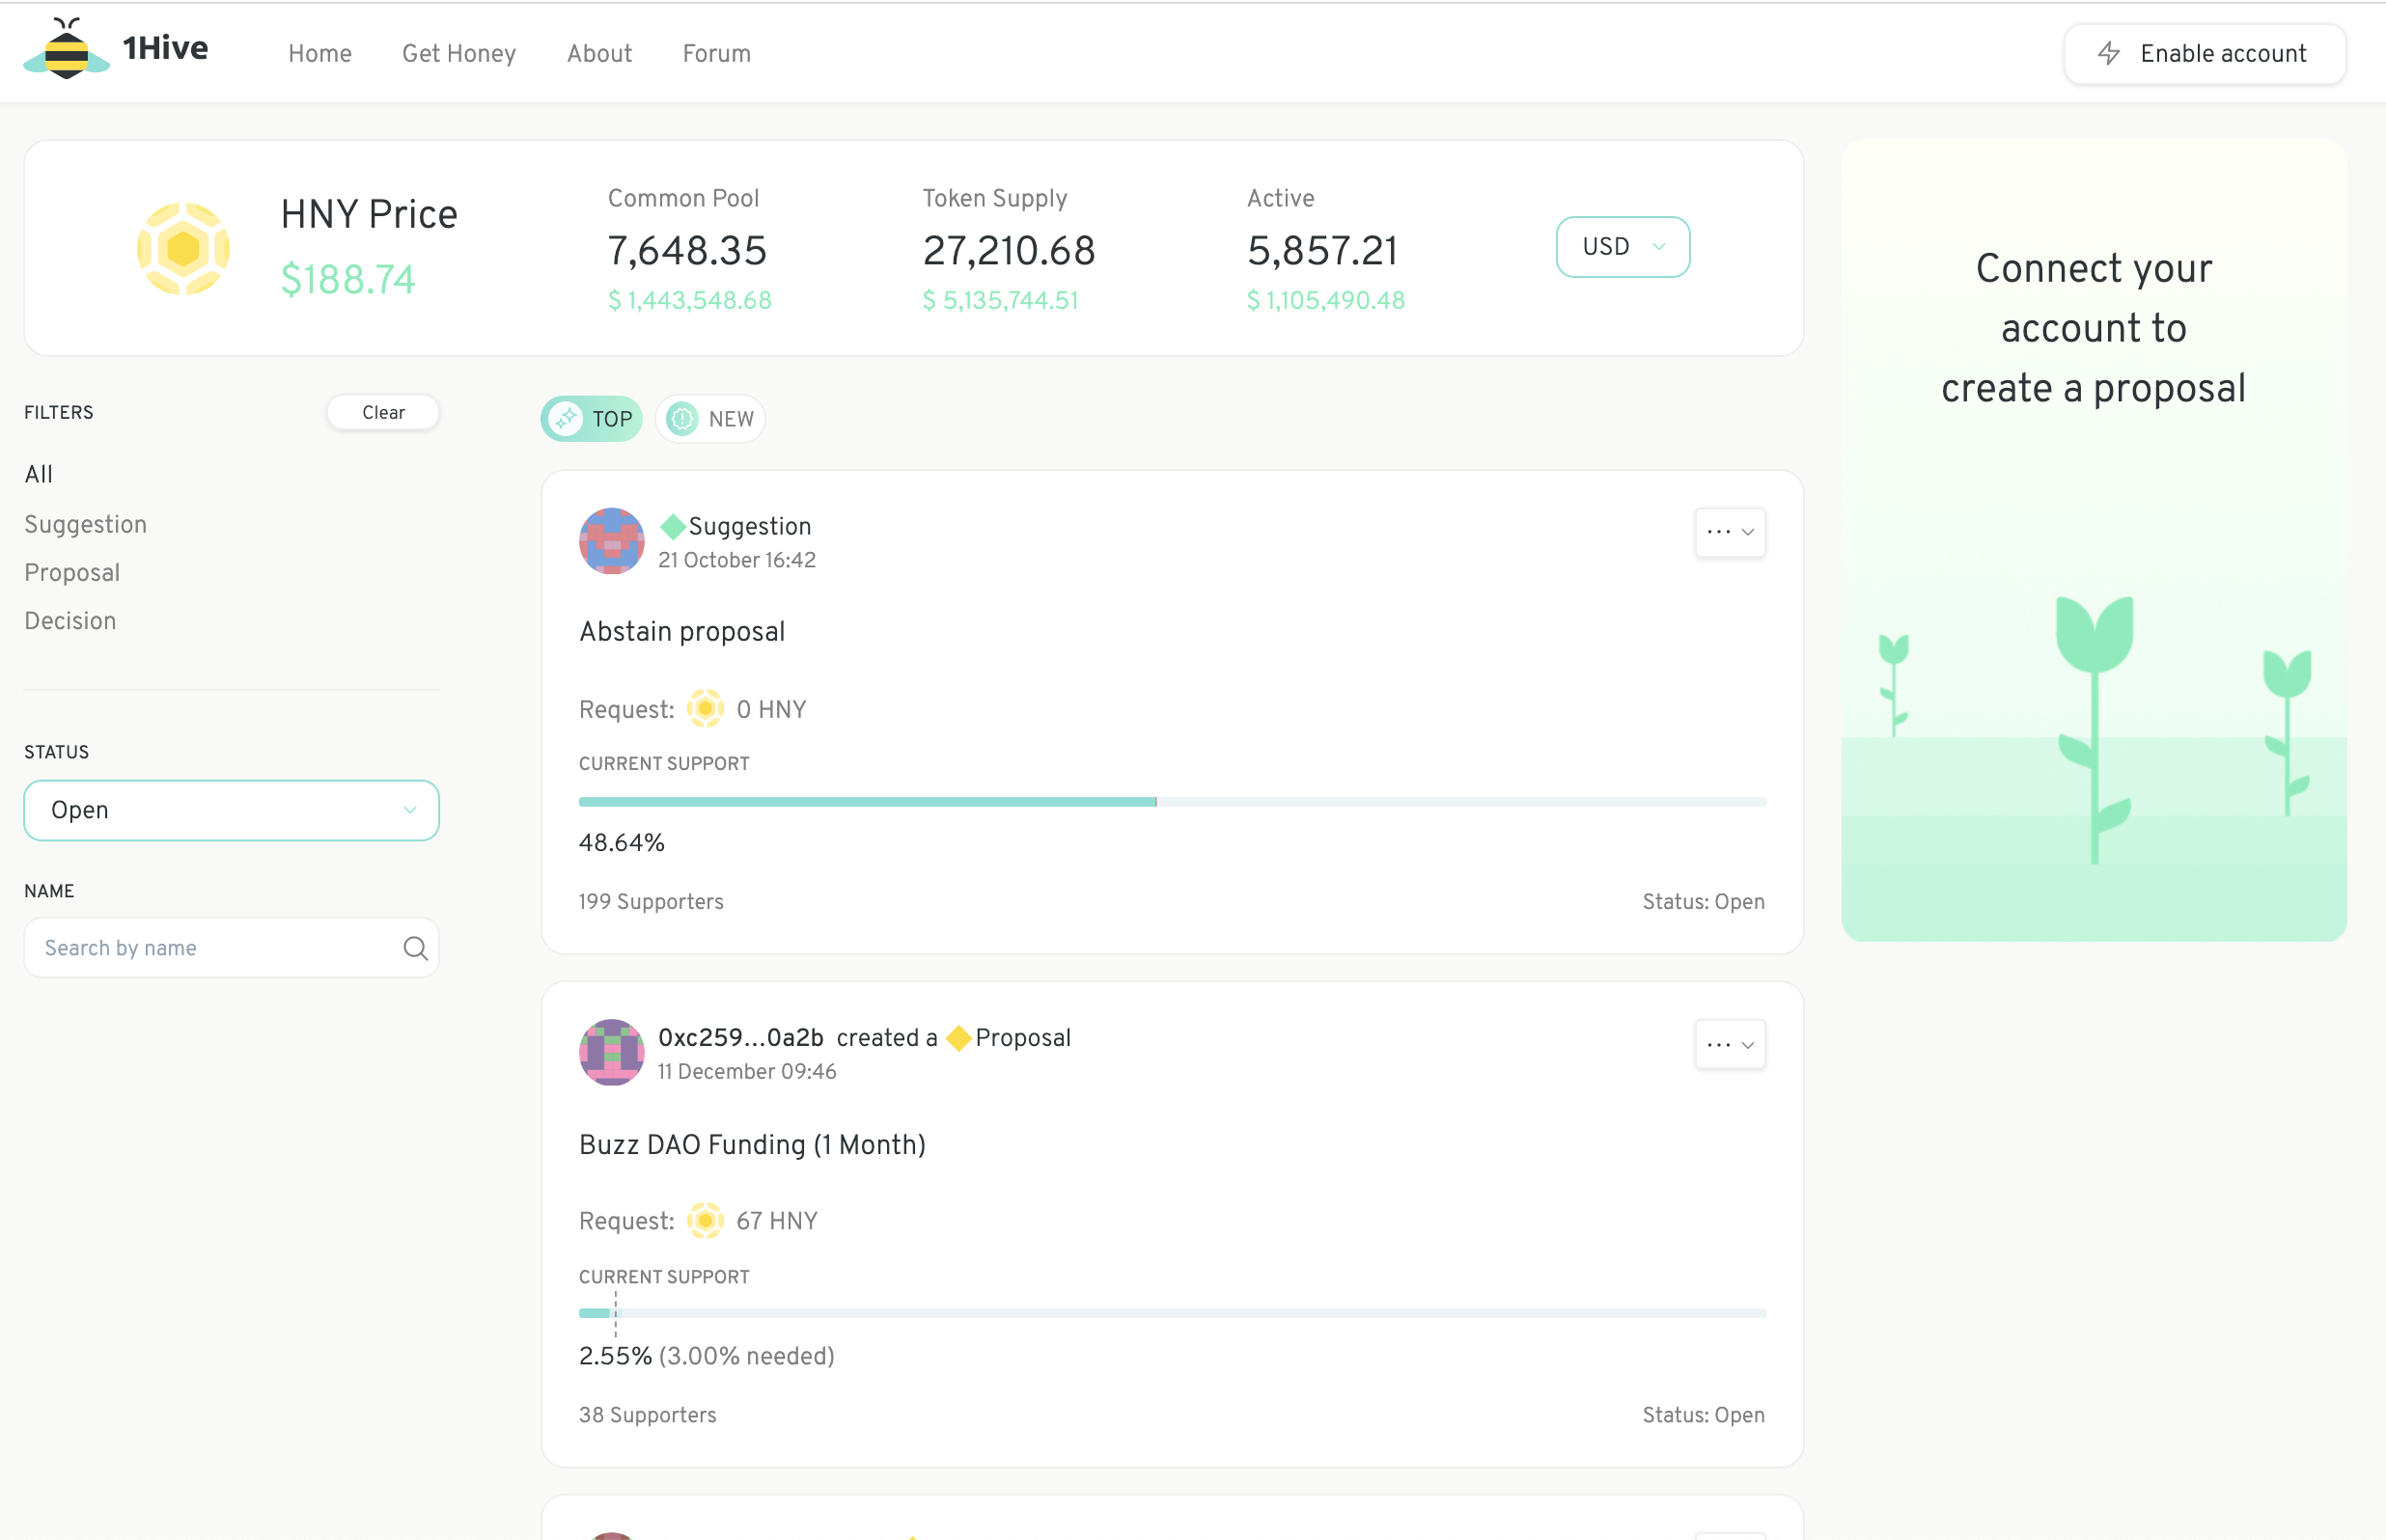 1Hive
Home
Get Honey
About
Forum
Enable account
HNY Price
$188.74
Common Pool
7,648.35
$ 1,443,548.68
Token Supply
27,210.68
$ 5,135,744.51
Active
5,857.21
$ 1,105,490.48
USD
Connect your
account to
create a proposal
FILTERS
Clear
All
Suggestion
Proposal
Decision
STATUS
Open
NAME
Search by name
TOP
NEW
Suggestion
21 October 16:42
Abstain proposal
Request: 0 HNY
CURRENT SUPPORT
48.64%
199 Supporters
Status: Open
0xc259...0a2b created a Proposal
11 December 09:46
Buzz DAO Funding (1 Month)
Request: 67 HNY
CURRENT SUPPORT
2.55% (3.00% needed)
38 Supporters
Status: Open